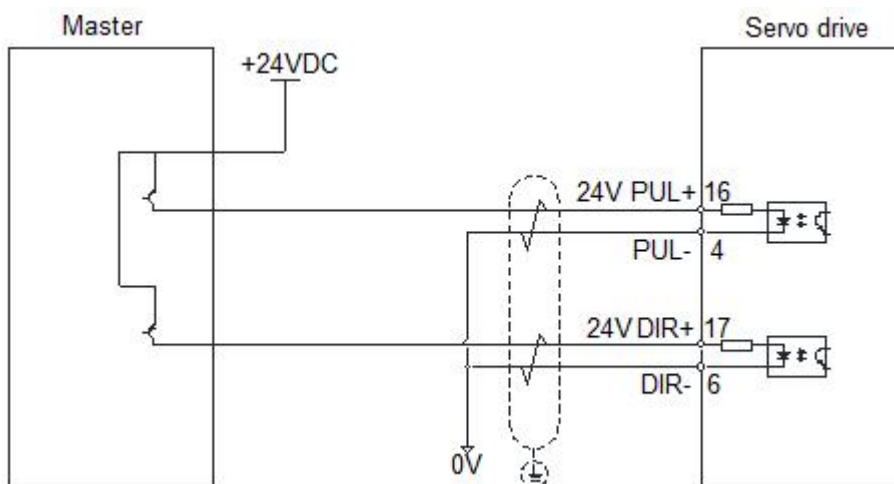 Master
Servo drive
+24VDC
24V PUL+ 16
PUL- 4
24V DIR+ 17
DIR- 6
0V